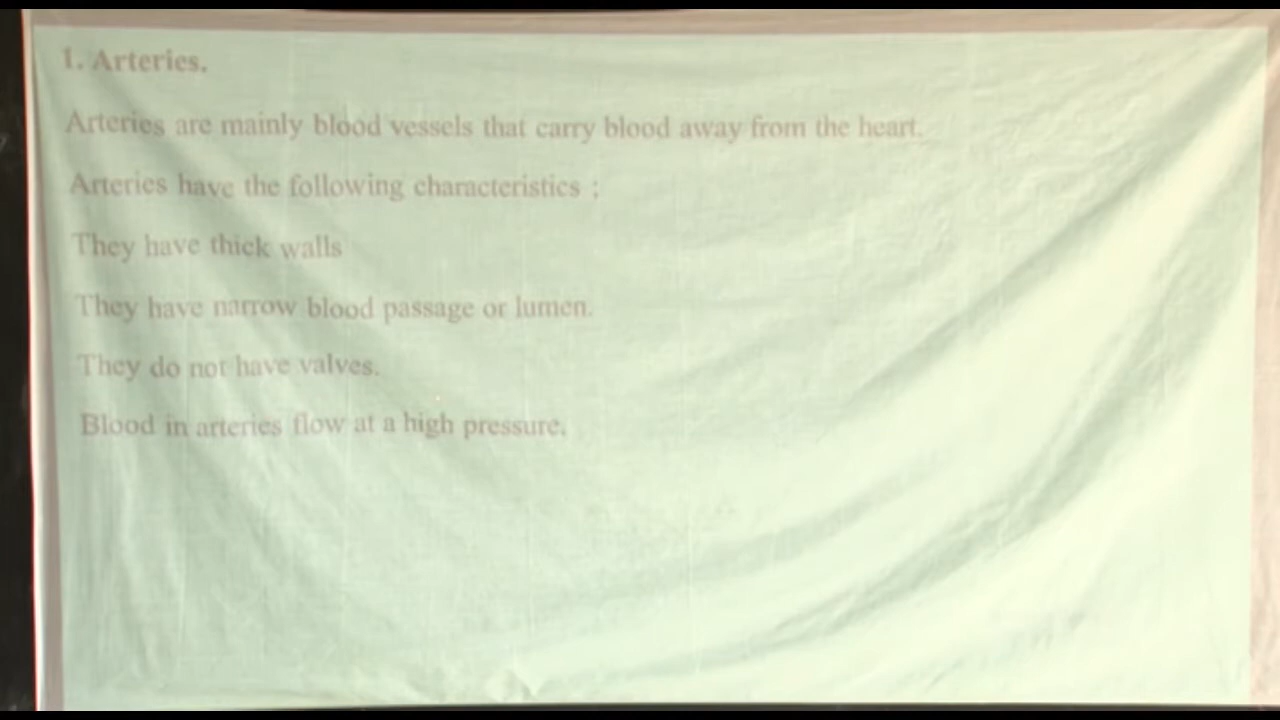 1. Arteries.
Arteries are mainly blood vessels that carry blood away from the heart.
Arteries have the following characteristics :
They have thick walls
They have narrow blood passage or lumen.
They do not have valves.
Blood in arteries flow at a high pressure.